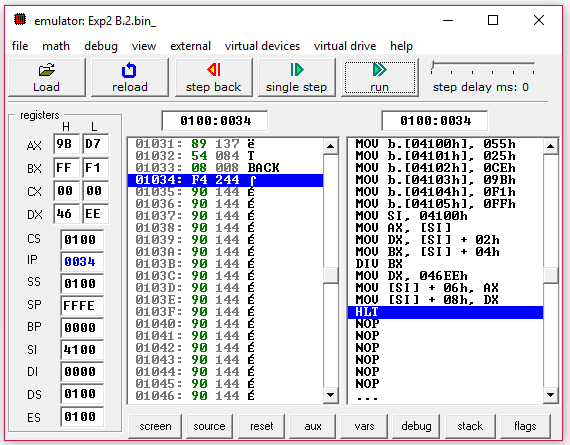 emulator: Exp2 B.2.bin_
file math debug view external virtual devices virtual drive help
Load reload step back single step run step delay ms: 0
registers
H L
AX 9B D7
BX FF F1
CX 00 00
DX 46 EE
CS 0100
IP 0034
SS 0100
SP FFFE
BP 0000
SI 4100
DI 0000
DS 0100
ES 0100
0100:0034
01031: 89 137 ë
01032: 54 084 T
01033: 08 008 BACK
01034: F4 244 ⌠
01035: 90 144 É
01036: 90 144 É
01037: 90 144 É
01038: 90 144 É
01039: 90 144 É
0103A: 90 144 É
0103B: 90 144 É
0103C: 90 144 É
0103D: 90 144 É
0103E: 90 144 É
0103F: 90 144 É
01040: 90 144 É
01041: 90 144 É
01042: 90 144 É
01043: 90 144 É
01044: 90 144 É
01045: 90 144 É
01046: 90 144 É
0100:0034
MOV b.[04100h], 055h
MOV b.[04101h], 025h
MOV b.[04102h], 0CEh
MOV b.[04103h], 09Bh
MOV b.[04104h], 0F1h
MOV b.[04105h], 0FFh
MOV SI, 04100h
MOV AX, [SI]
MOV DX, [SI] + 02h
MOV BX, [SI] + 04h
DIV BX
MOV DX, 046EEh
MOV [SI] + 06h, AX
MOV [SI] + 08h, DX
HLT
NOP
NOP
NOP
NOP
NOP
NOP
...
screen source reset aux vars debug stack flags